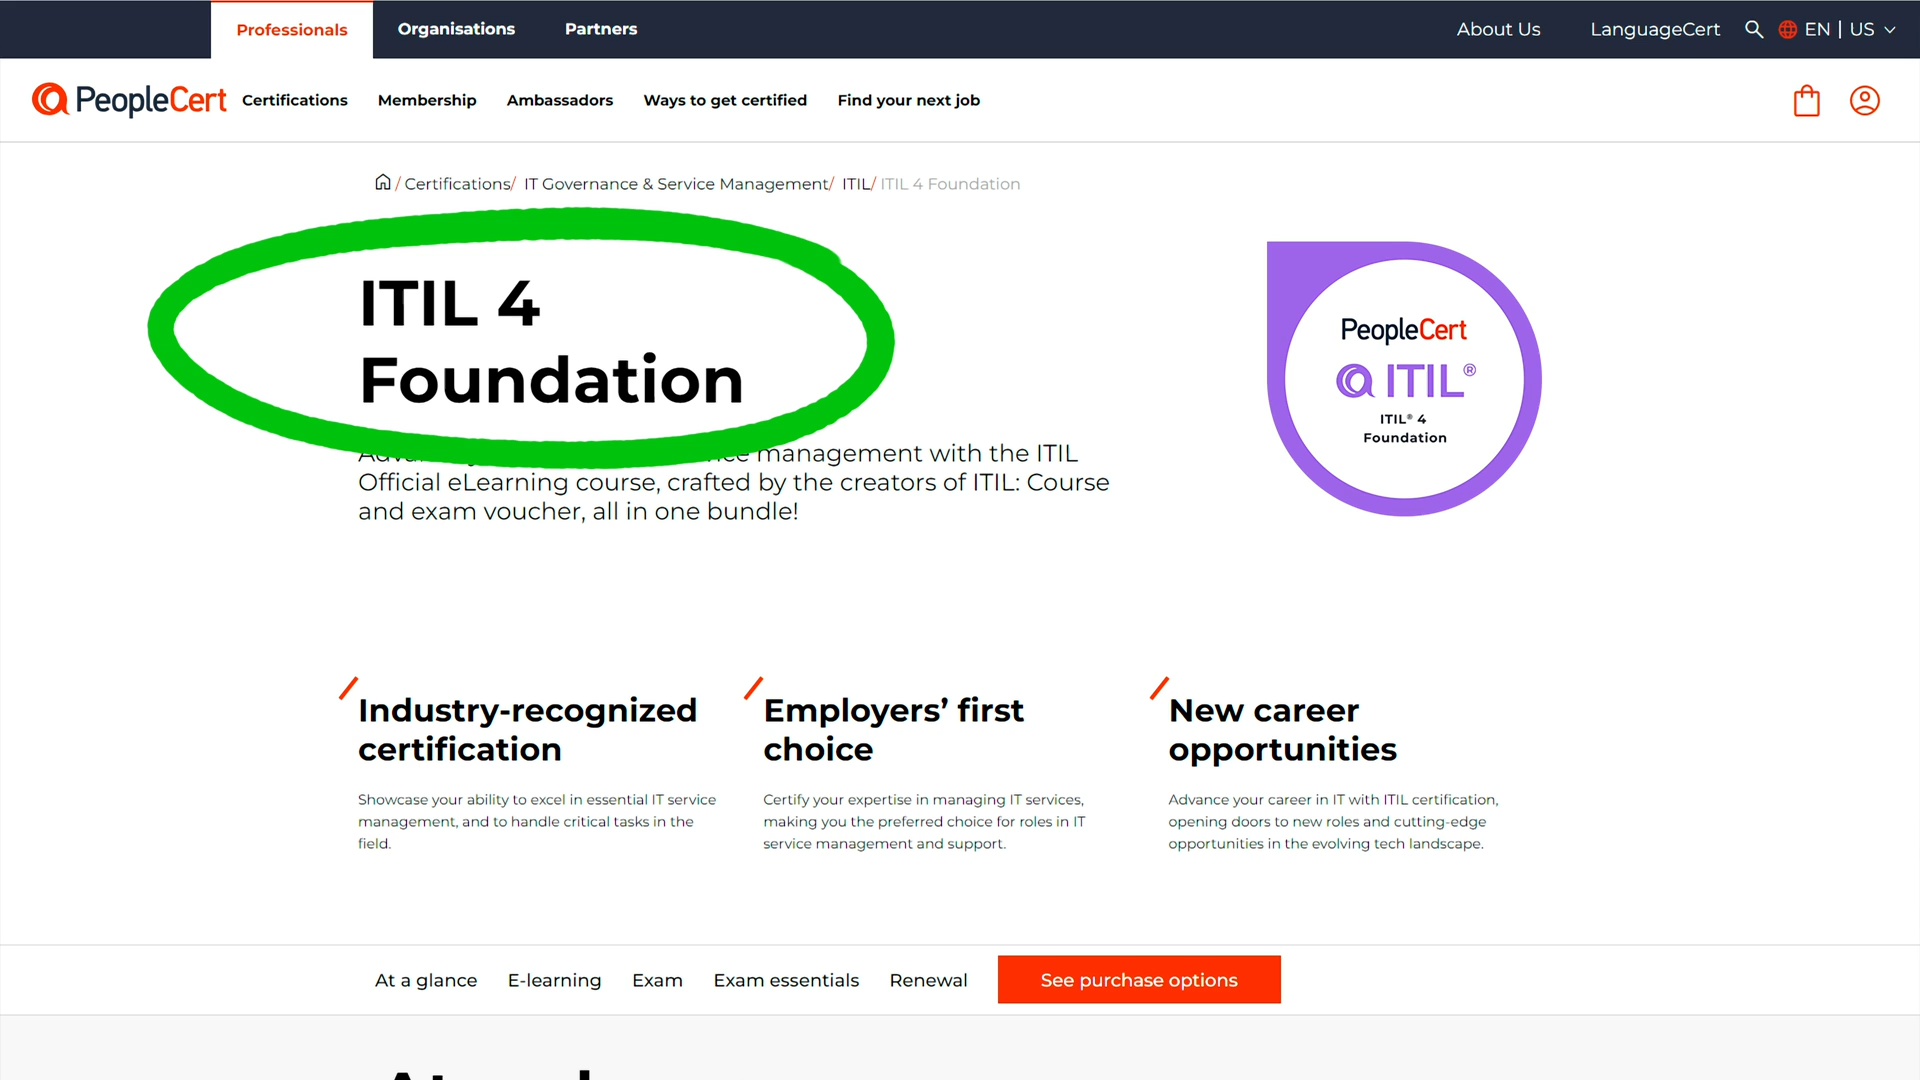 Professionals
Organisations
Partners
About Us
LanguageCert
EN | US
PeopleCert
Certifications
Membership
Ambassadors
Ways to get certified
Find your next job
/ Certifications/ IT Governance & Service Management/ ITIL/ ITIL 4 Foundation
ITIL 4
Foundation
management with the ITIL
Official eLearning course, crafted by the creators of ITIL: Course
and exam voucher, all in one bundle!
PeopleCert
ITIL®
ITIL® 4
Foundation
Industry-recognized
certification
Showcase your ability to excel in essential IT service
management, and to handle critical tasks in the
field.
Employers’ first
choice
Certify your expertise in managing IT services,
making you the preferred choice for roles in IT
service management and support.
New career
opportunities
Advance your career in IT with ITIL certification,
opening doors to new roles and cutting-edge
opportunities in the evolving tech landscape.
At a glance
E-learning
Exam
Exam essentials
Renewal
See purchase options